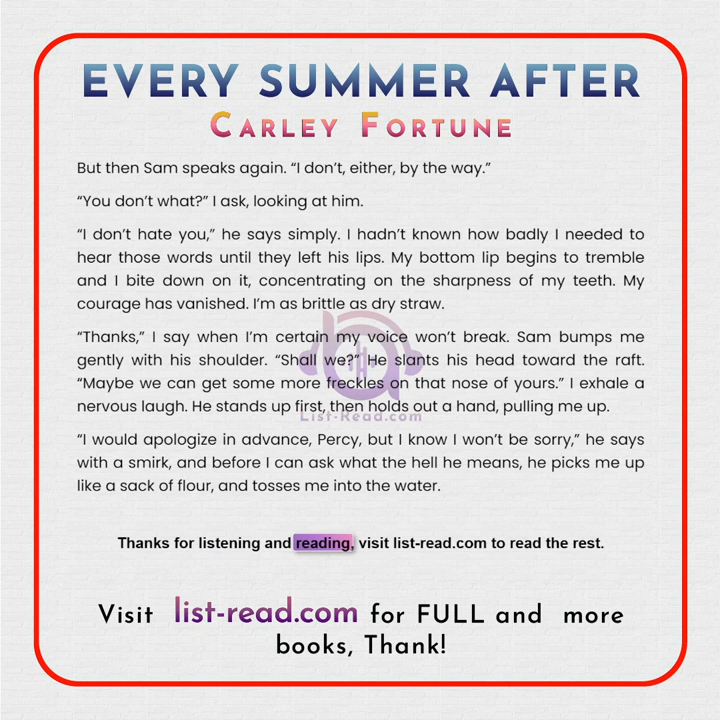 EVERY SUMMER AFTER
CARLEY FORTUNE
But then Sam speaks again. “I don’t, either, by the way.”
“You don’t what?” I ask, looking at him.
“I don’t hate you,” he says simply. I hadn’t known how badly I needed to
hear those words until they left his lips. My bottom lip begins to tremble
and I bite down on it, concentrating on the sharpness of my teeth. My
courage has vanished. I’m as brittle as dry straw.
“Thanks,” I say when I’m certain my voice won’t break. Sam bumps me
gently with his shoulder. “Shall we?” He slants his head toward the raft.
“Maybe we can get some more freckles on that nose of yours.” I exhale a
nervous laugh. He stands up first, then holds out a hand, pulling me up.
List-Read.com
“I would apologize in advance, Percy, but I know I won’t be sorry,” he says
with a smirk, and before I can ask what the hell he means, he picks me up
like a sack of flour, and tosses me into the water.
Thanks for listening and reading, visit list-read.com to read the rest.
Visit list-read.com for FULL and more
books, Thank!